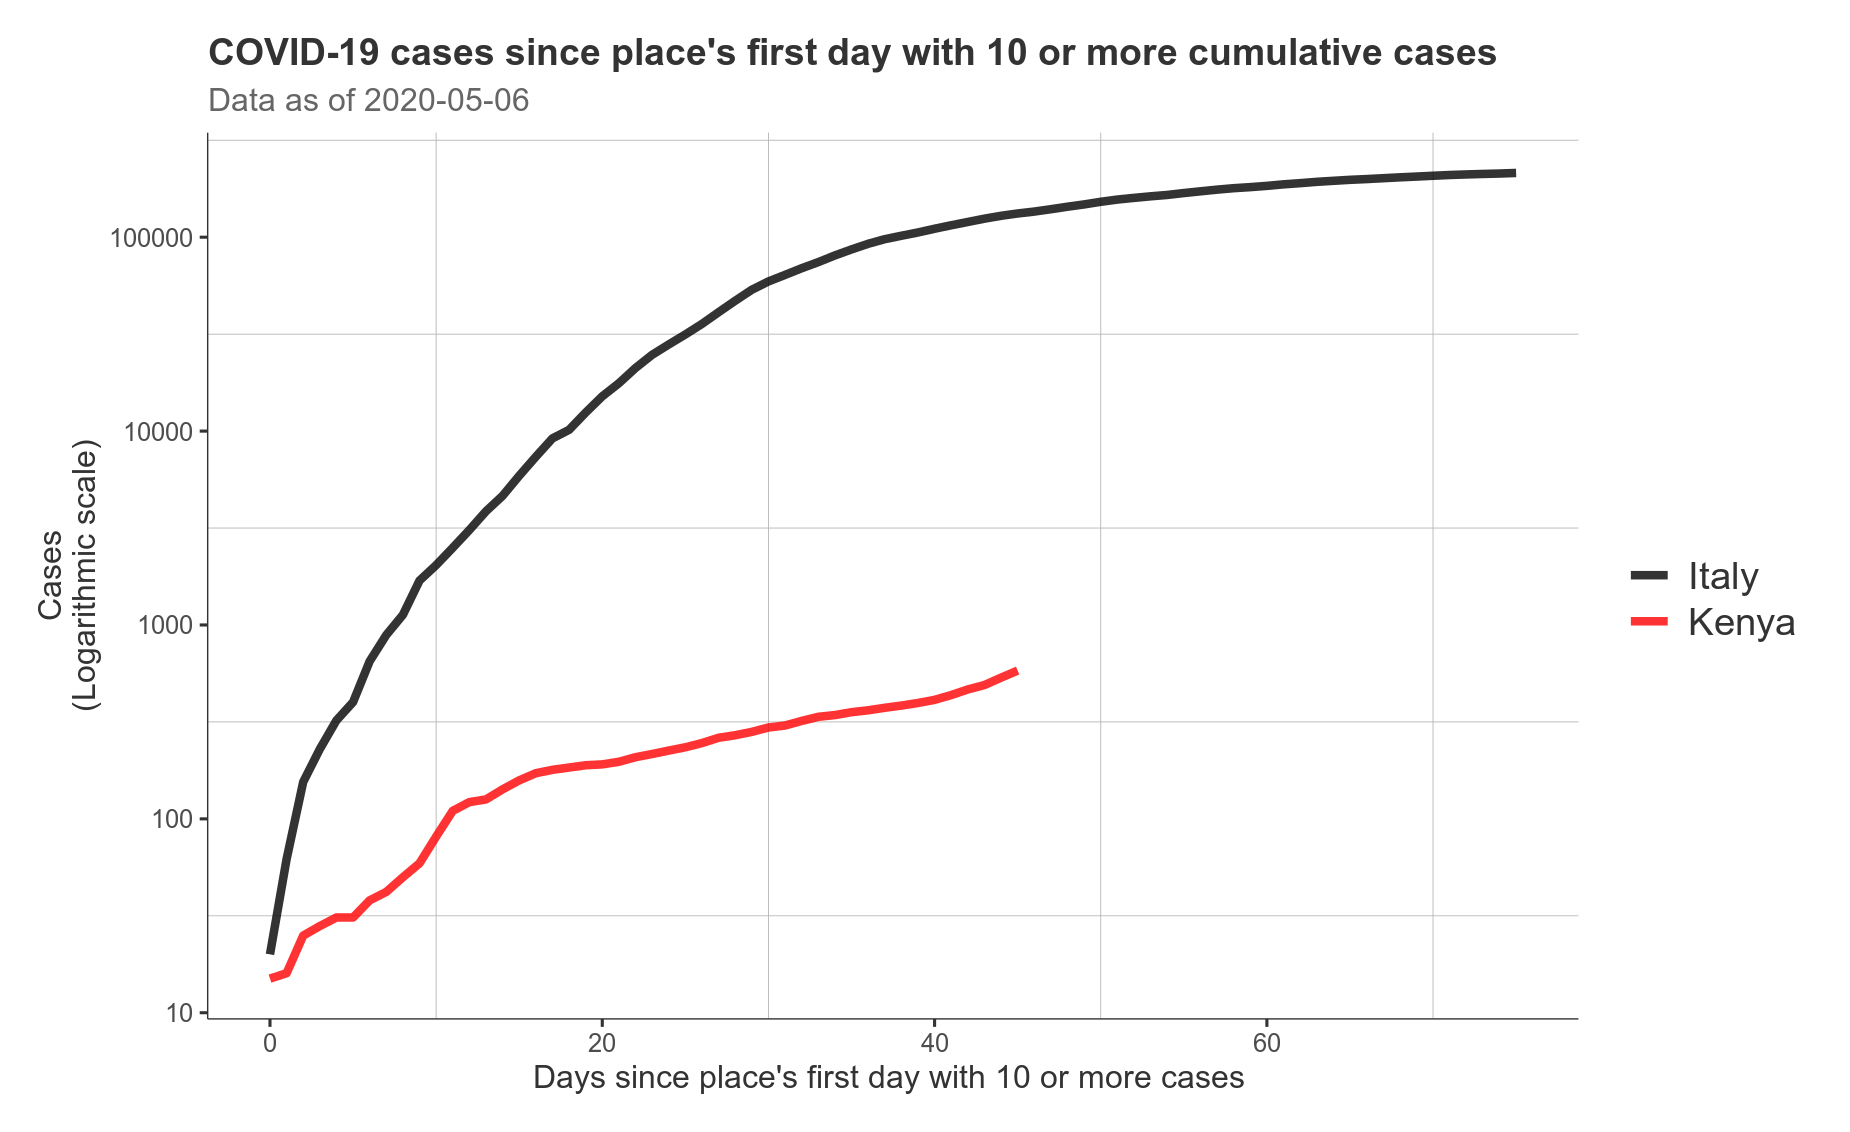 COVID-19 cases since place's first day with 10 or more cumulative cases
Data as of 2020-05-06
Cases
(Logarithmic scale)
100000
10000
1000
100
10
0
20
40
60
Days since place's first day with 10 or more cases
Italy
Kenya